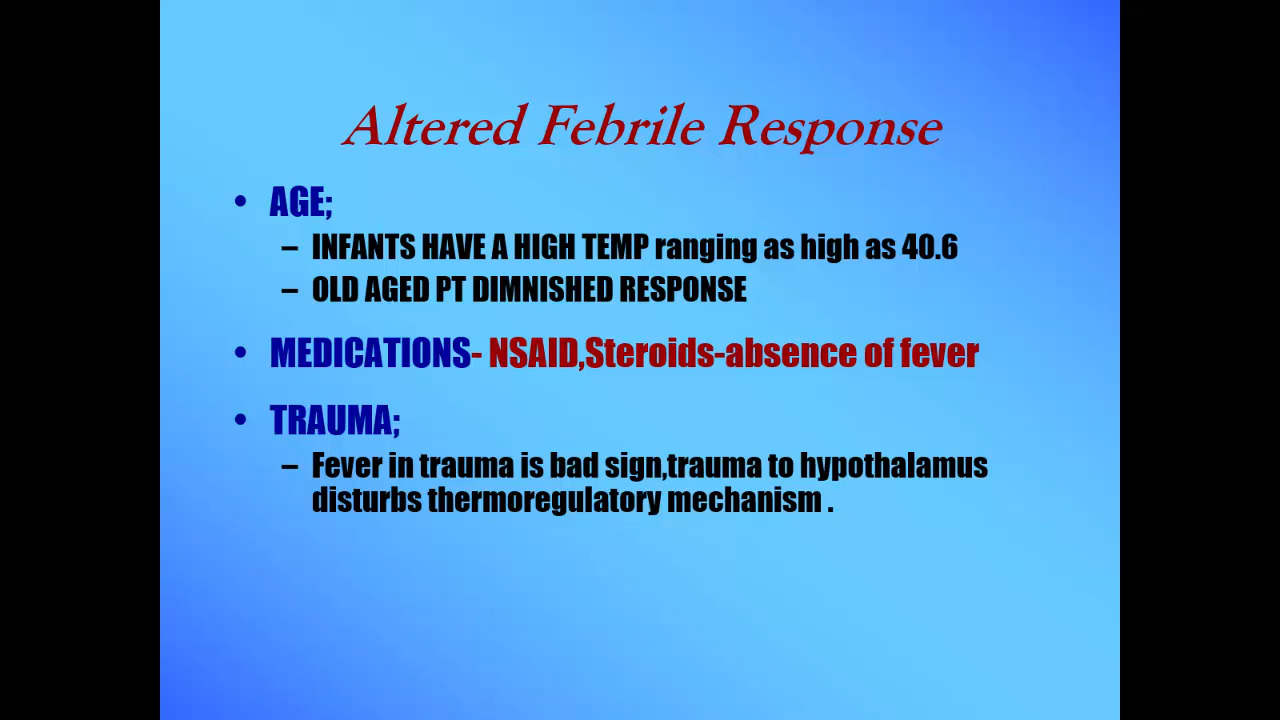 Altered Febrile Response
• AGE;
– INFANTS HAVE A HIGH TEMP ranging as high as 40.6
– OLD AGED PT DIMNISHED RESPONSE
• MEDICATIONS- NSAID,Steroids-absence of fever
• TRAUMA;
– Fever in trauma is bad sign,trauma to hypothalamus
disturbs thermoregulatory mechanism .